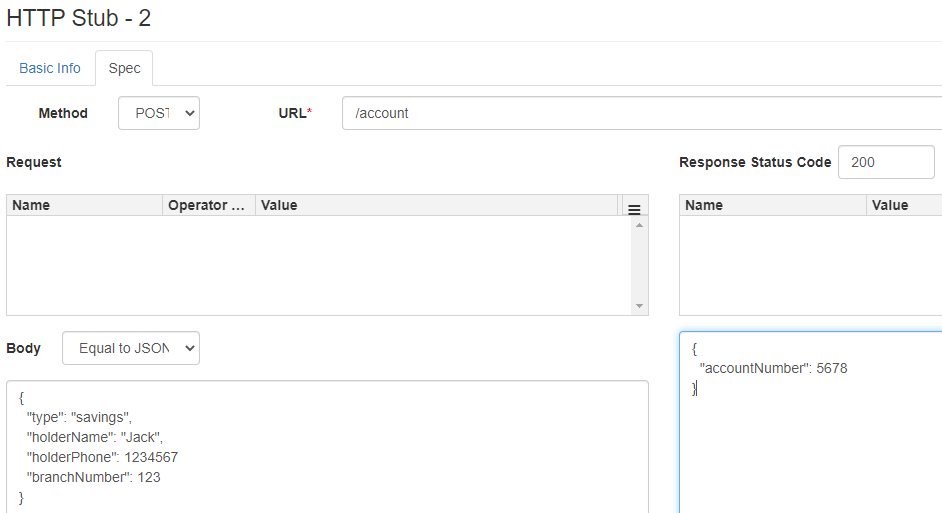 HTTP Stub - 2
Basic Info Spec
Method POST URL* /account
Request Response Status Code 200
Name Operator ... Value Name Value
Body Equal to JSON
{
"accountNumber": 5678
}
{
"type": "savings",
"holderName": "Jack",
"holderPhone": 1234567
"branchNumber": 123
}